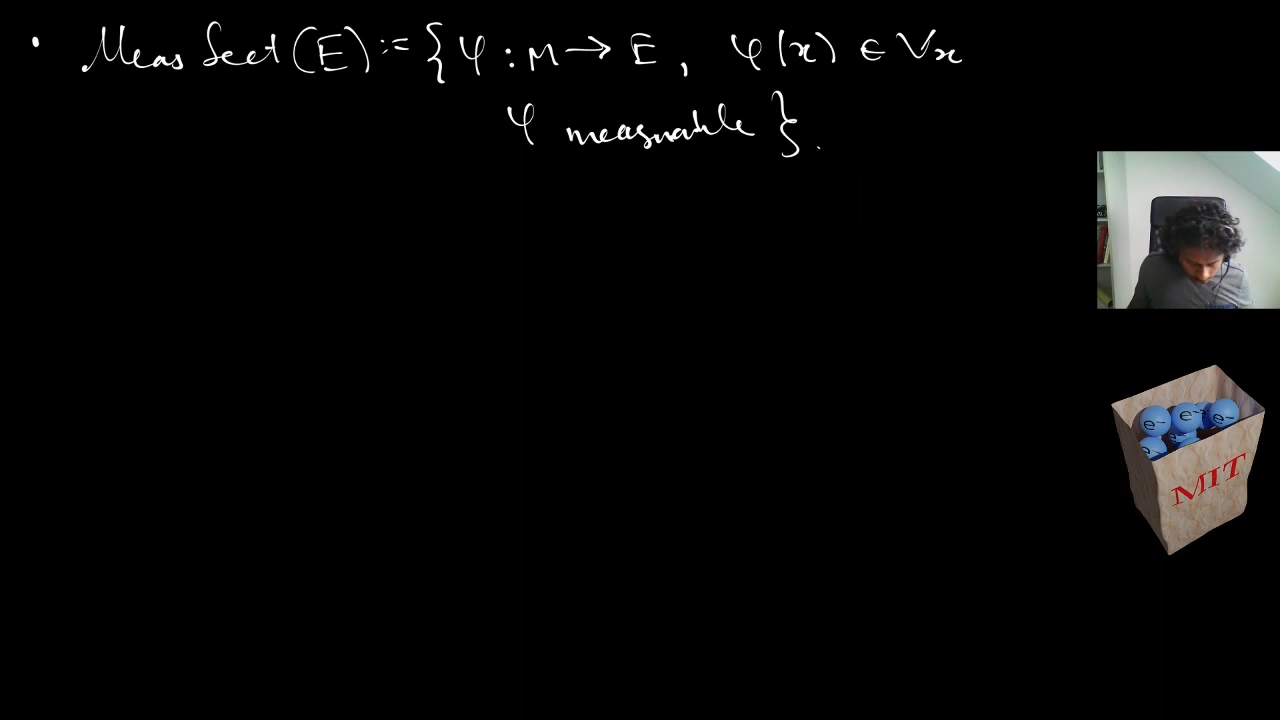 • Meas Sect(E) := {ψ : M → E, ψ(x) ∈ Vx
ψ measurable}.
e⁻ e⁻ e⁻
e⁻
MIT